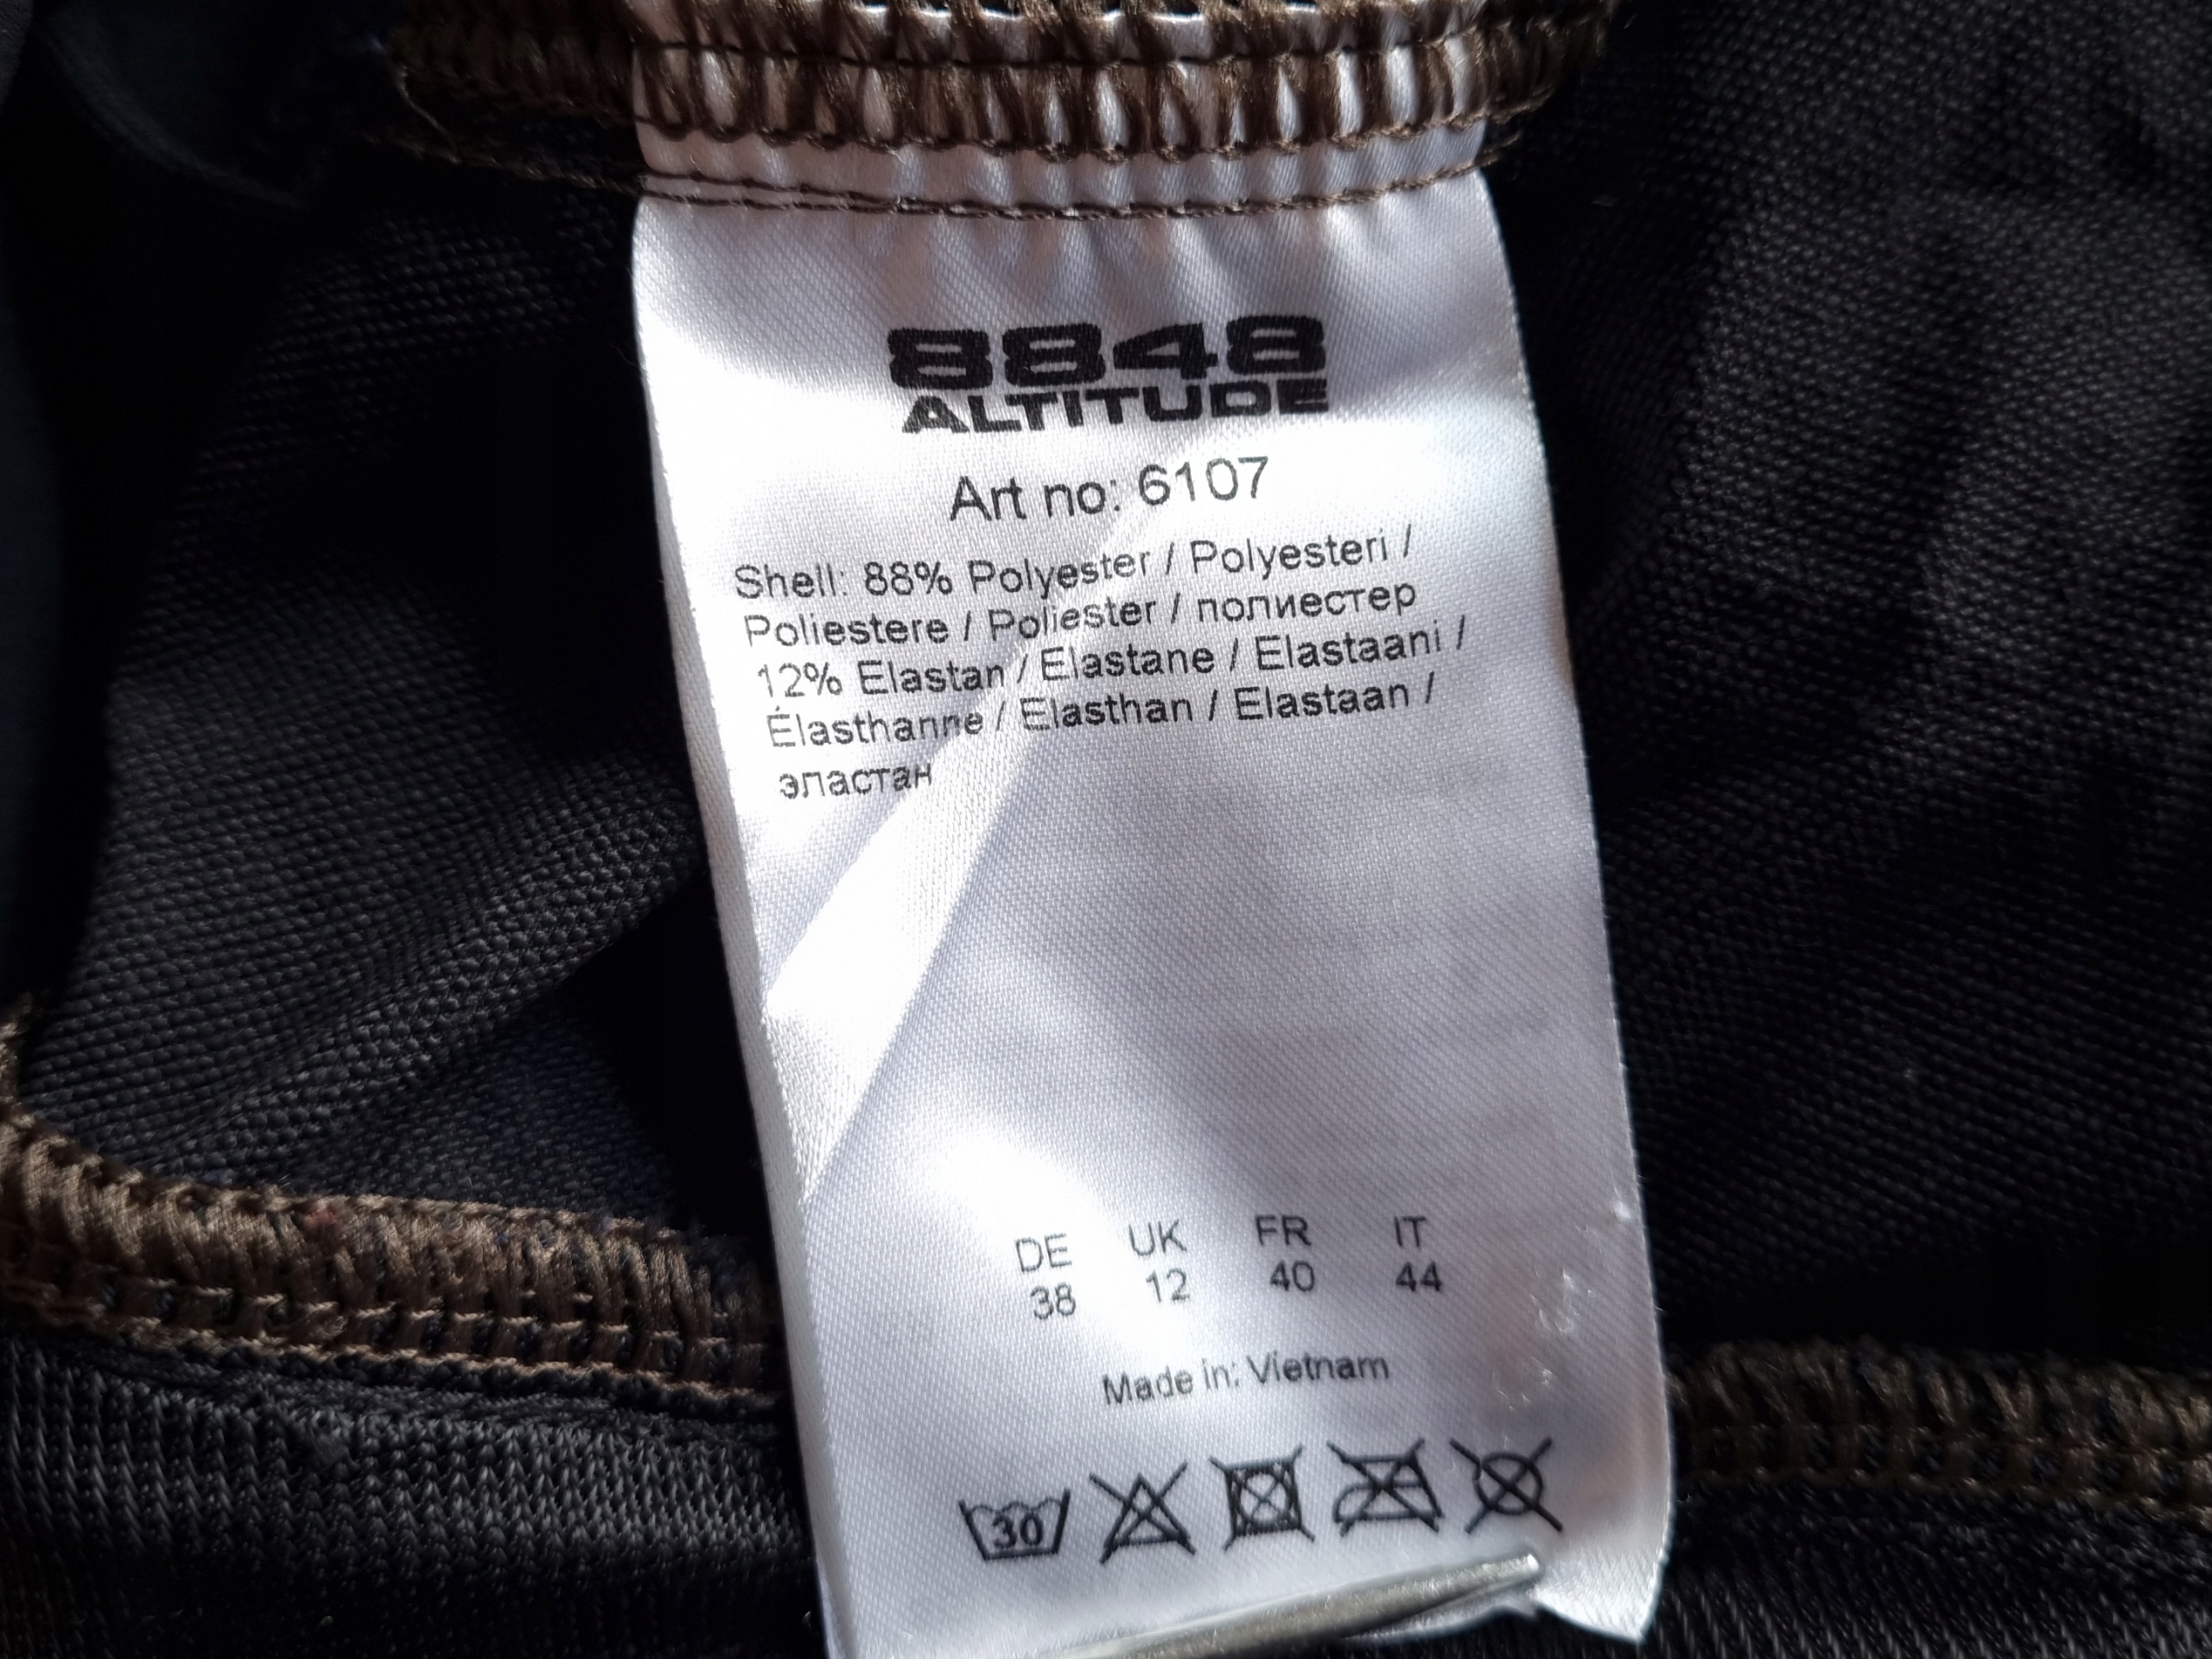 8848
ALTITUDE
Art no: 6107
Shell: 88% Polyester / Polyesteri /
Poliestere / Poliester / полиестер
12% Elastan / Elastane / Elastaani /
Élasthanne / Elasthan / Elastaan /
эластан
DE UK FR IT
38 12 40 44
Made in: Vietnam
30